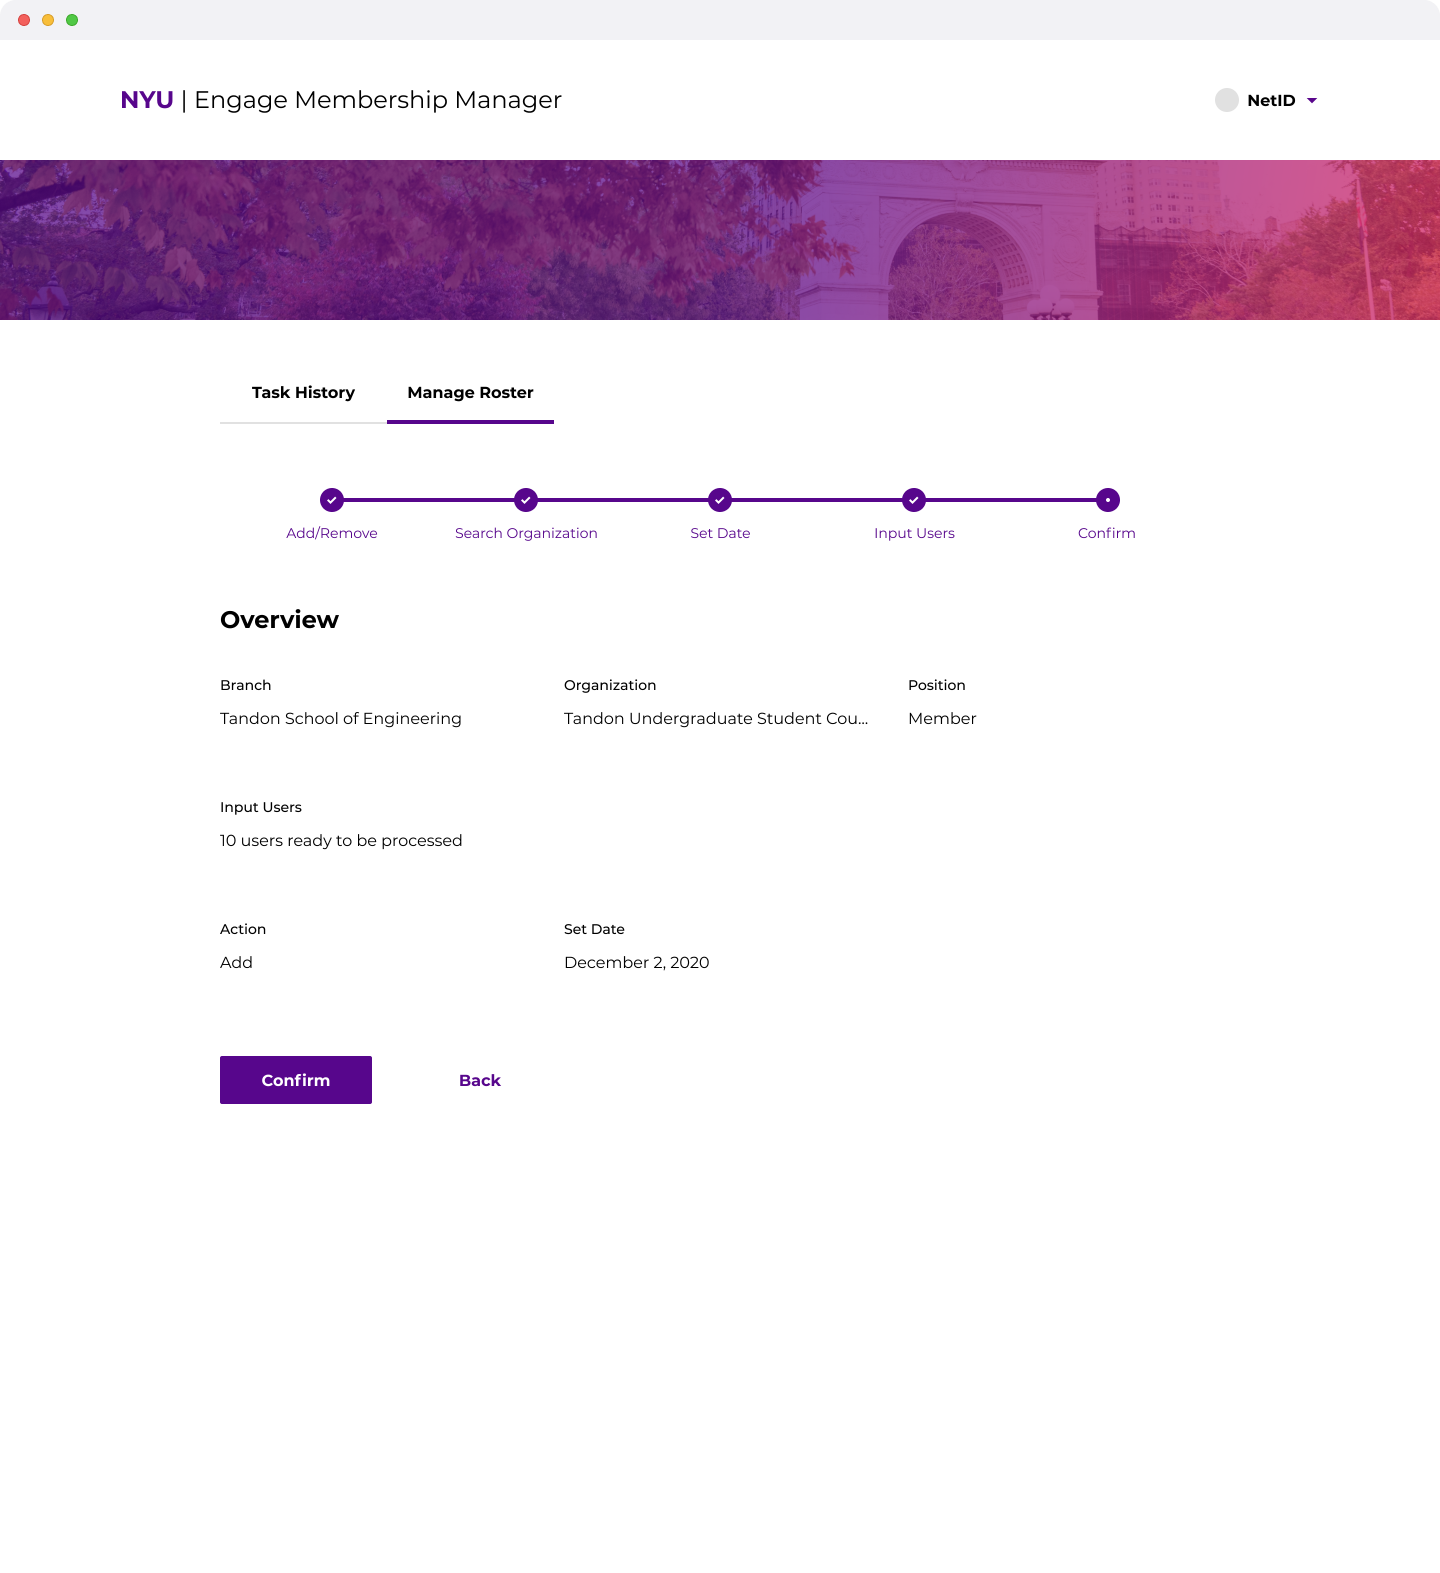 NYU | Engage Membership Manager
NetID
Task History
Manage Roster
Add/Remove
Search Organization
Set Date
Input Users
Confirm
Overview
Branch
Organization
Position
Tandon School of Engineering
Tandon Undergraduate Student Cou...
Member
Input Users
10 users ready to be processed
Action
Set Date
Add
December 2, 2020
Confirm
Back